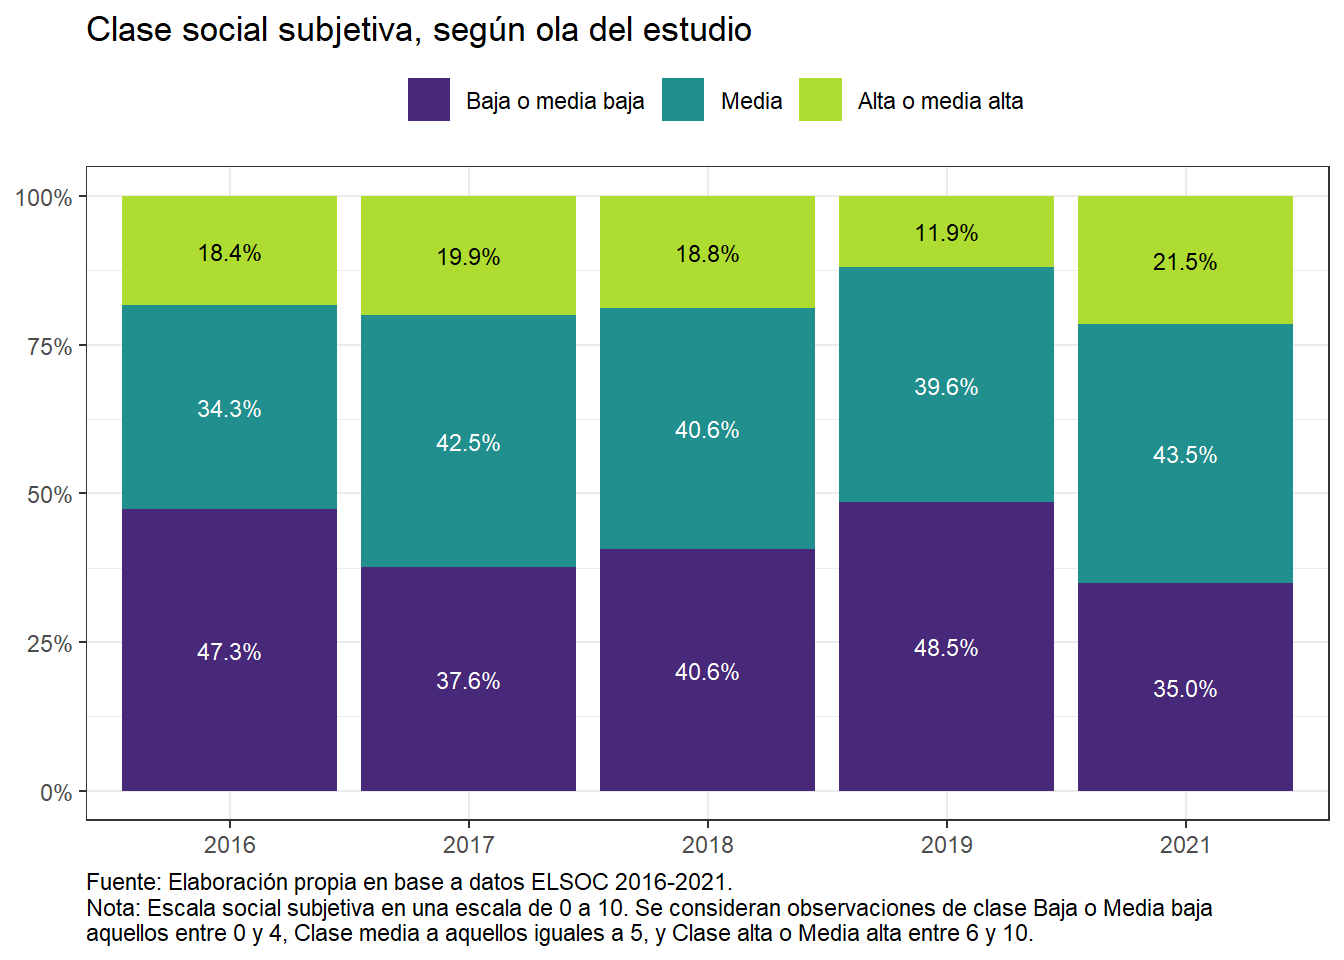 Clase social subjetiva, según ola del estudio
Baja o media baja Media Alta o media alta
100%
75%
50%
25%
0%
18.4% 19.9% 18.8% 11.9% 21.5%
34.3% 42.5% 40.6% 39.6% 43.5%
47.3% 37.6% 40.6% 48.5% 35.0%
2016 2017 2018 2019 2021
Fuente: Elaboración propia en base a datos ELSOC 2016-2021.
Nota: Escala social subjetiva en una escala de 0 a 10. Se consideran observaciones de clase Baja o Media baja
aquellos entre 0 y 4, Clase media a aquellos iguales a 5, y Clase alta o Media alta entre 6 y 10.